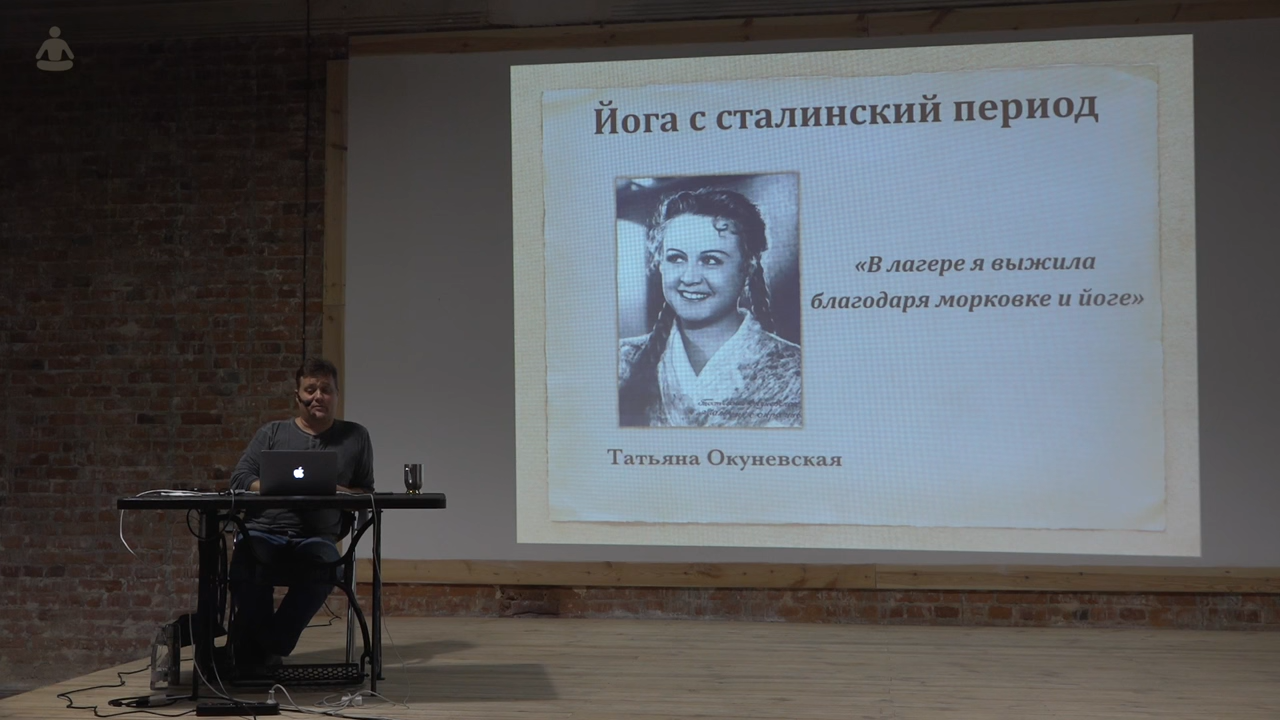 Йога с сталинский период
«В лагере я выжила
благодаря морковке и йоге»
Татьяна Окуневская